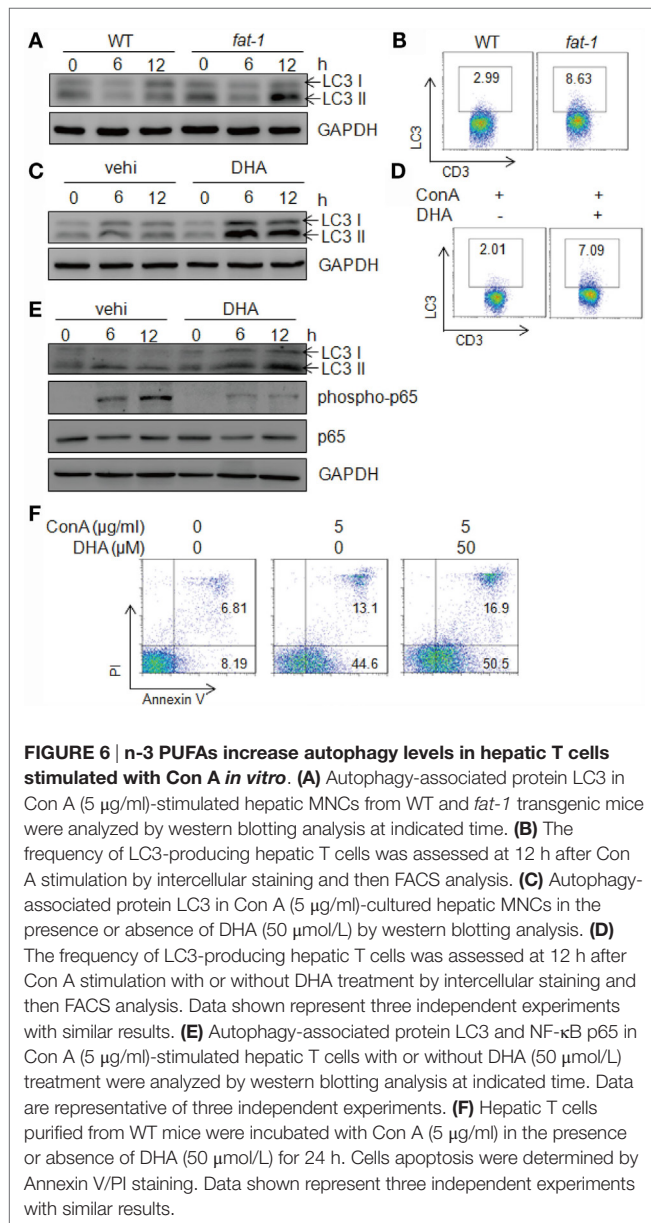 A
WT fat-1
0 6 12 0 6 12 h
LC3 I
LC3 II
GAPDH
B
WT fat-1
2.99 8.63
LC3
CD3
C
vehi DHA
0 6 12 0 6 12 h
LC3 I
LC3 II
GAPDH
D
ConA + +
DHA - +
2.01 7.09
LC3
CD3
E
vehi DHA
0 6 12 0 6 12 h
LC3 I
LC3 II
phospho-p65
p65
GAPDH
F
ConA (µg/ml) 0 5 5
DHA (µM) 0 0 50
6.81 13.1 16.9
8.19 44.6 50.5
PI
Annexin V
FIGURE 6 | n-3 PUFAs increase autophagy levels in hepatic T cells
stimulated with Con A in vitro. (A) Autophagy-associated protein LC3 in
Con A (5 µg/ml)-stimulated hepatic MNCs from WT and fat-1 transgenic mice
were analyzed by western blotting analysis at indicated time. (B) The
frequency of LC3-producing hepatic T cells was assessed at 12 h after Con
A stimulation by intercellular staining and then FACS analysis. (C) Autophagy-
associated protein LC3 in Con A (5 µg/ml)-cultured hepatic MNCs in the
presence or absence of DHA (50 µmol/L) by western blotting analysis. (D)
The frequency of LC3-producing hepatic T cells was assessed at 12 h after
Con A stimulation with or without DHA treatment by intercellular staining and
then FACS analysis. Data shown represent three independent experiments
with similar results. (E) Autophagy-associated protein LC3 and NF-κB p65 in
Con A (5 µg/ml)-stimulated hepatic T cells with or without DHA (50 µmol/L)
treatment were analyzed by western blotting analysis at indicated time. Data
are representative of three independent experiments. (F) Hepatic T cells
purified from WT mice were incubated with Con A (5 µg/ml) in the presence
or absence of DHA (50 µmol/L) for 24 h. Cells apoptosis were determined by
Annexin V/PI staining. Data shown represent three independent experiments
with similar results.